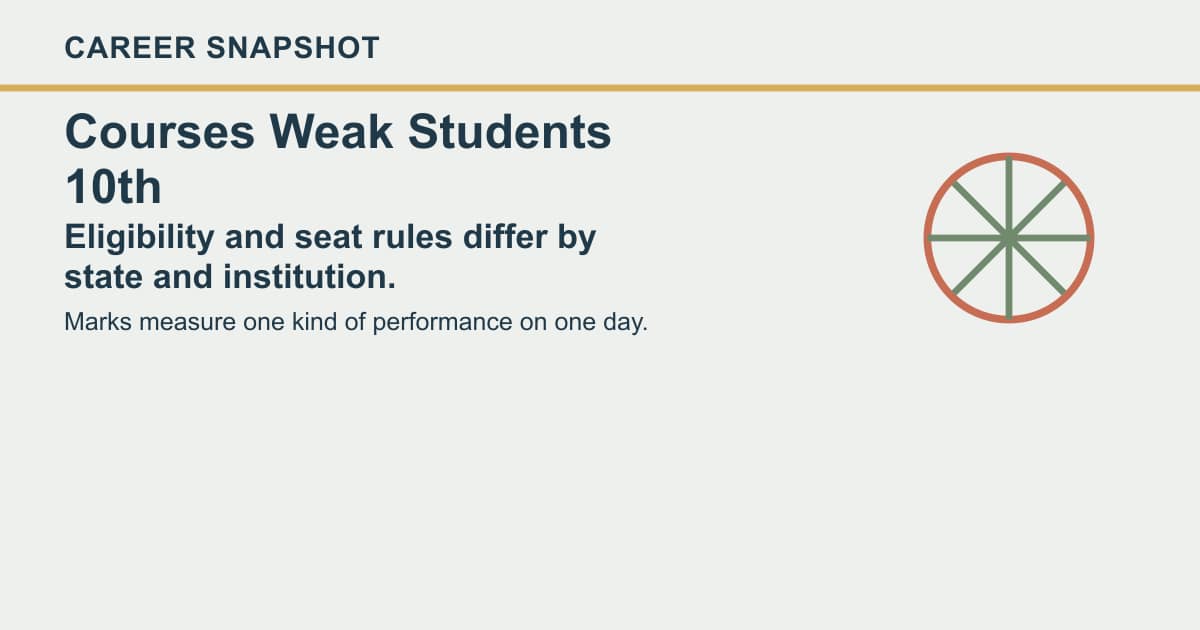 CAREER SNAPSHOT
Courses Weak Students
10th
Eligibility and seat rules differ by
state and institution.
Marks measure one kind of performance on one day.